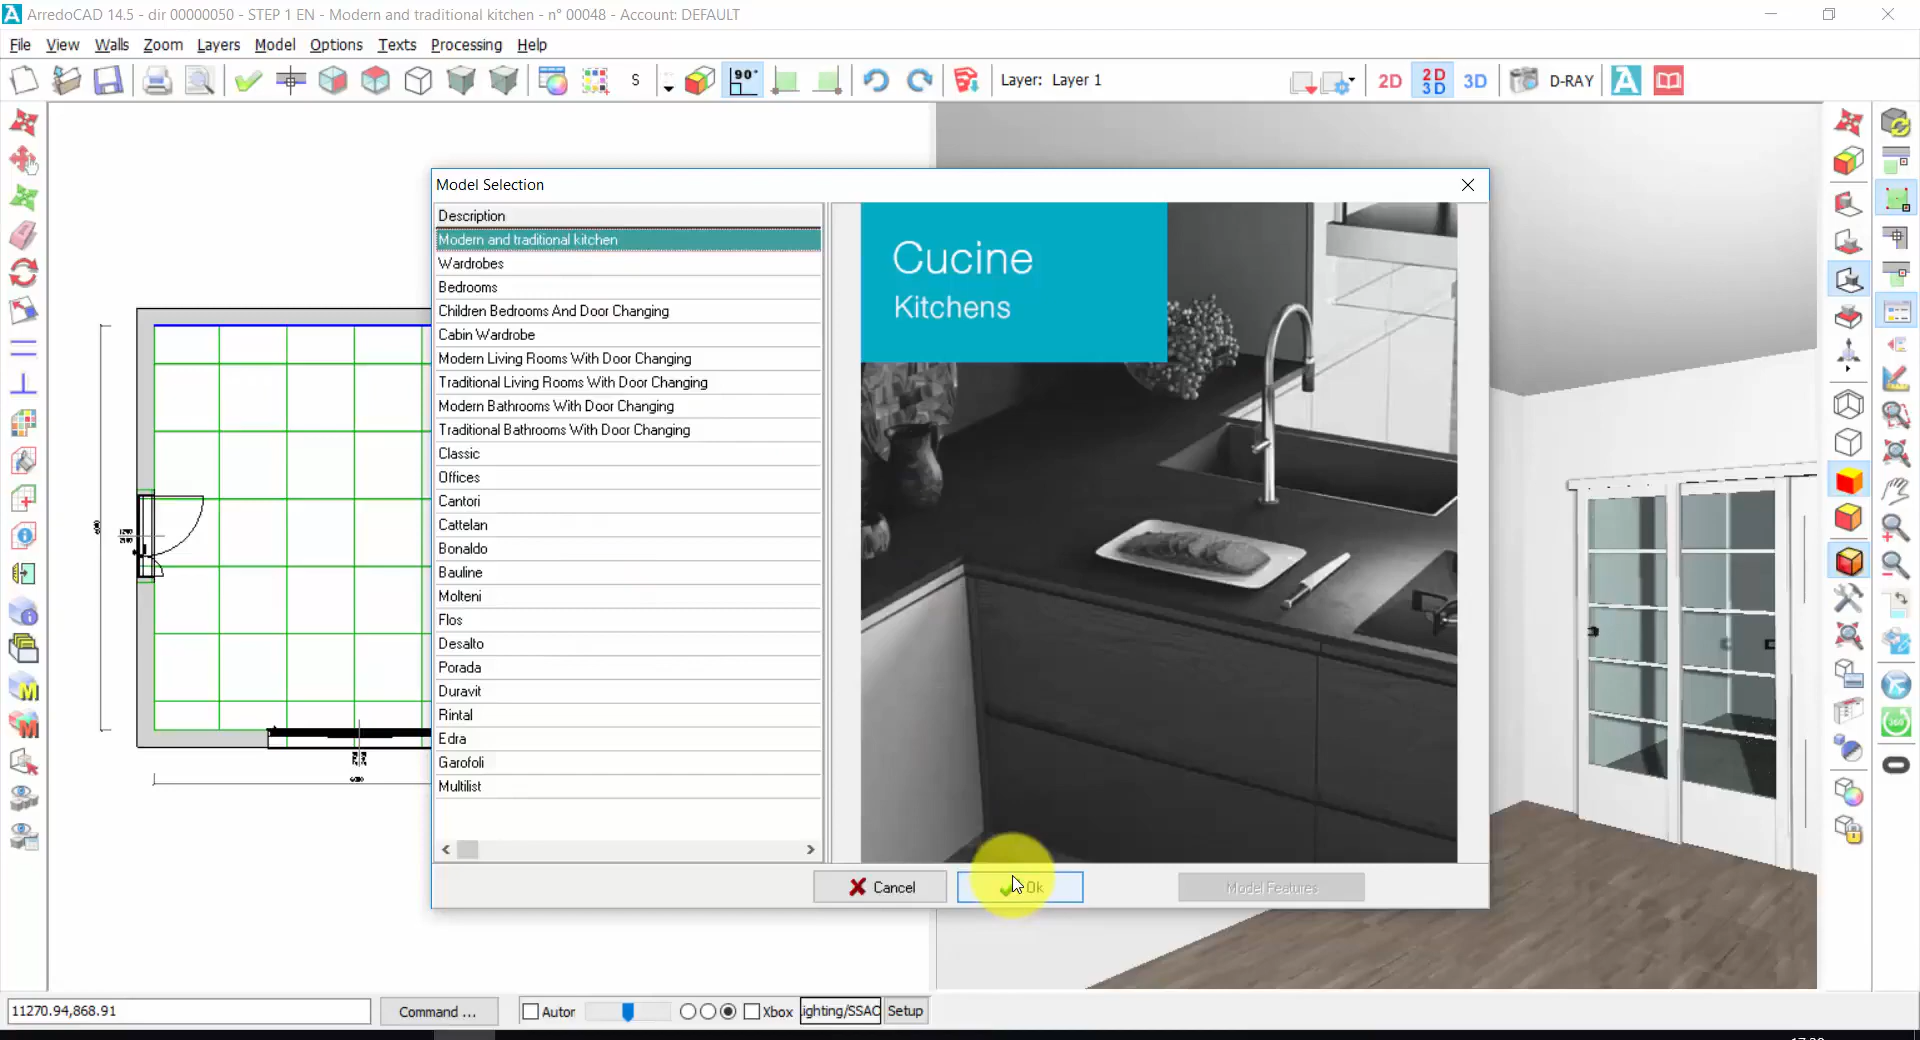 ArredoCAD 14.5 - dir 00000050 - STEP 1 EN - Modern and traditional kitchen - n° 00048 - Account: DEFAULT
File View Walls Zoom Layers Model Options Texts Processing Help
S
90°
Layer: Layer 1
2D
2D
3D
3D
D-RAY
Model Selection
Description
Modern and traditional kitchen
Wardrobes
Bedrooms
Children Bedrooms And Door Changing
Cabin Wardrobe
Modern Living Rooms With Door Changing
Traditional Living Rooms With Door Changing
Modern Bathrooms With Door Changing
Traditional Bathrooms With Door Changing
Classic
Offices
Cantori
Cattelan
Bonaldo
Bauline
Molteni
Flos
Desalto
Porada
Duravit
Rintal
Edra
Garofoli
Multilist
Cucine
Kitchens
Cancel
Ok
Model Features
11270.94,868.91
Command ...
Autor
Xbox
ighting/SSAO
Setup